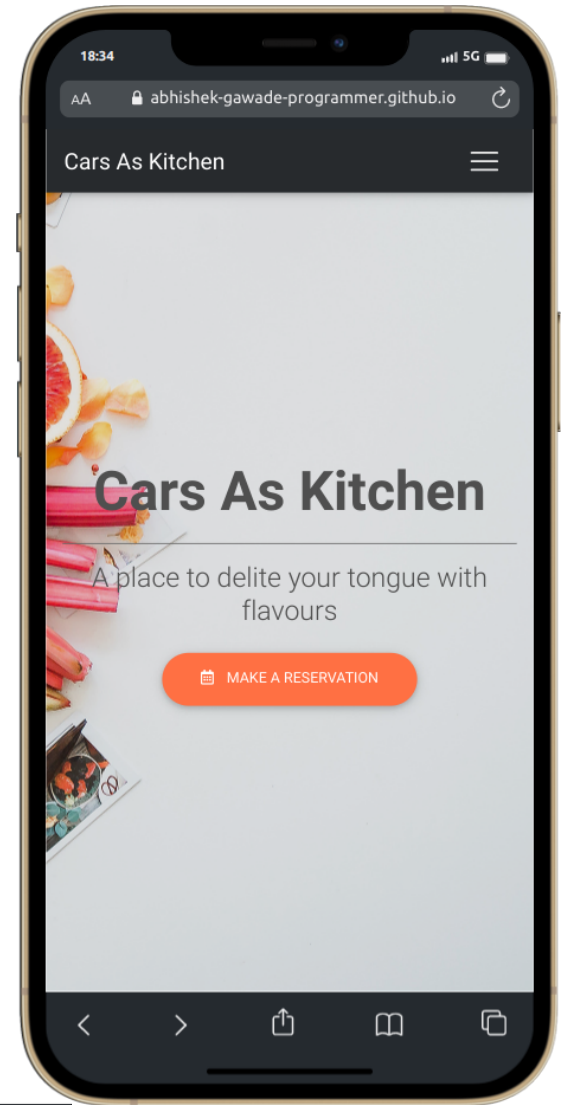 18:34
5G
AA abhishek-gawade-programmer.github.io
Cars As Kitchen
Cars As Kitchen
A place to delite your tongue with
flavours
MAKE A RESERVATION